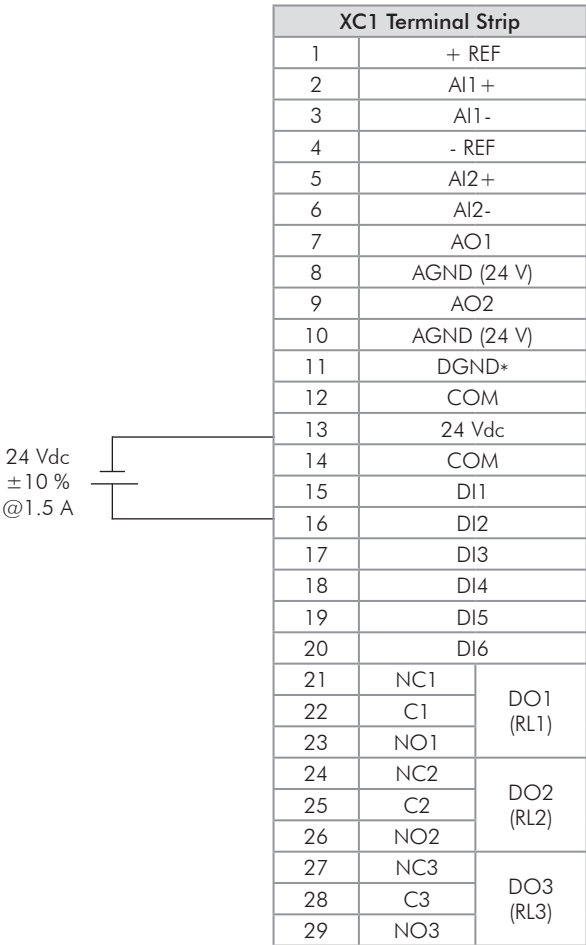 XC1 Terminal Strip
1 + REF
2 AI1+
3 AI1-
4 - REF
5 AI2+
6 AI2-
7 AO1
8 AGND (24 V)
9 AO2
10 AGND (24 V)
11 DGND*
12 COM
13 24 Vdc
14 COM
15 DI1
16 DI2
17 DI3
18 DI4
19 DI5
20 DI6
21 NC1
22 C1
23 NO1
DO1
(RL1)
24 NC2
25 C2
26 NO2
DO2
(RL2)
27 NC3
28 C3
29 NO3
DO3
(RL3)
24 Vdc
±10 %
@1.5 A